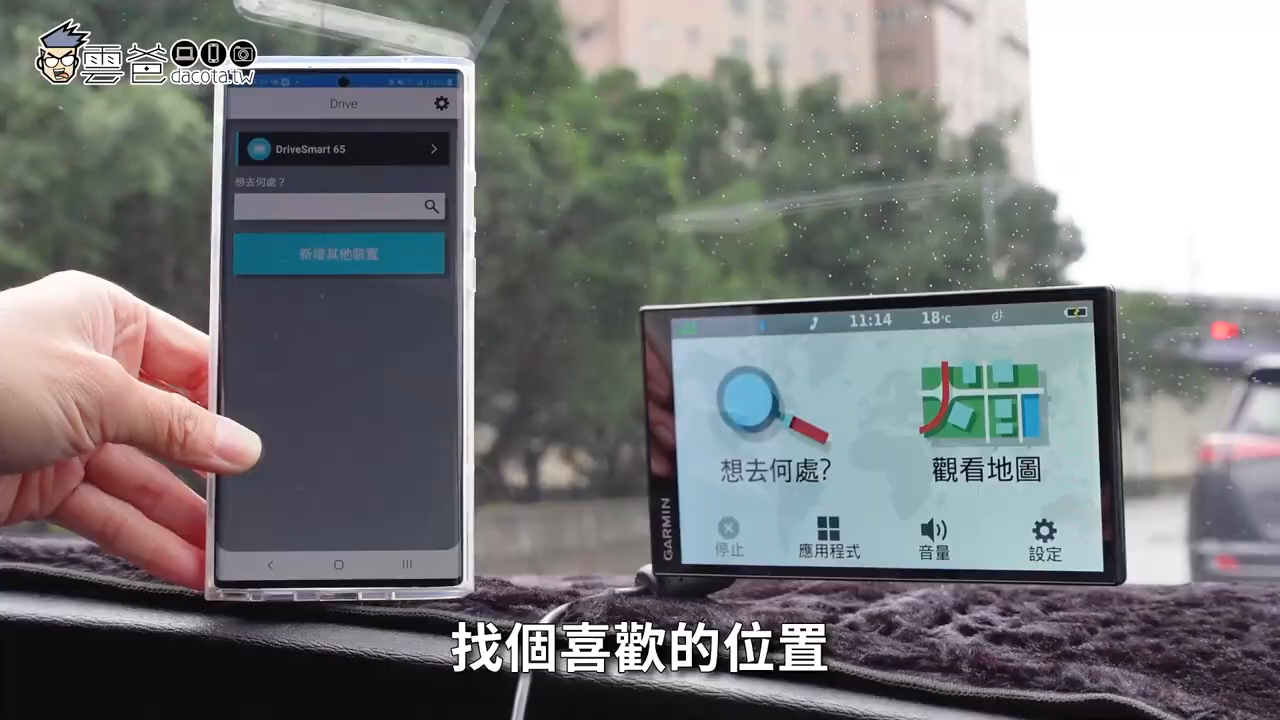 雲爸
dacota.tw
Drive
DriveSmart 65
想去何處？
新增其他裝置
11:14
18°C
想去何處?
觀看地圖
GARMIN
停止
應用程式
音量
設定
找個喜歡的位置